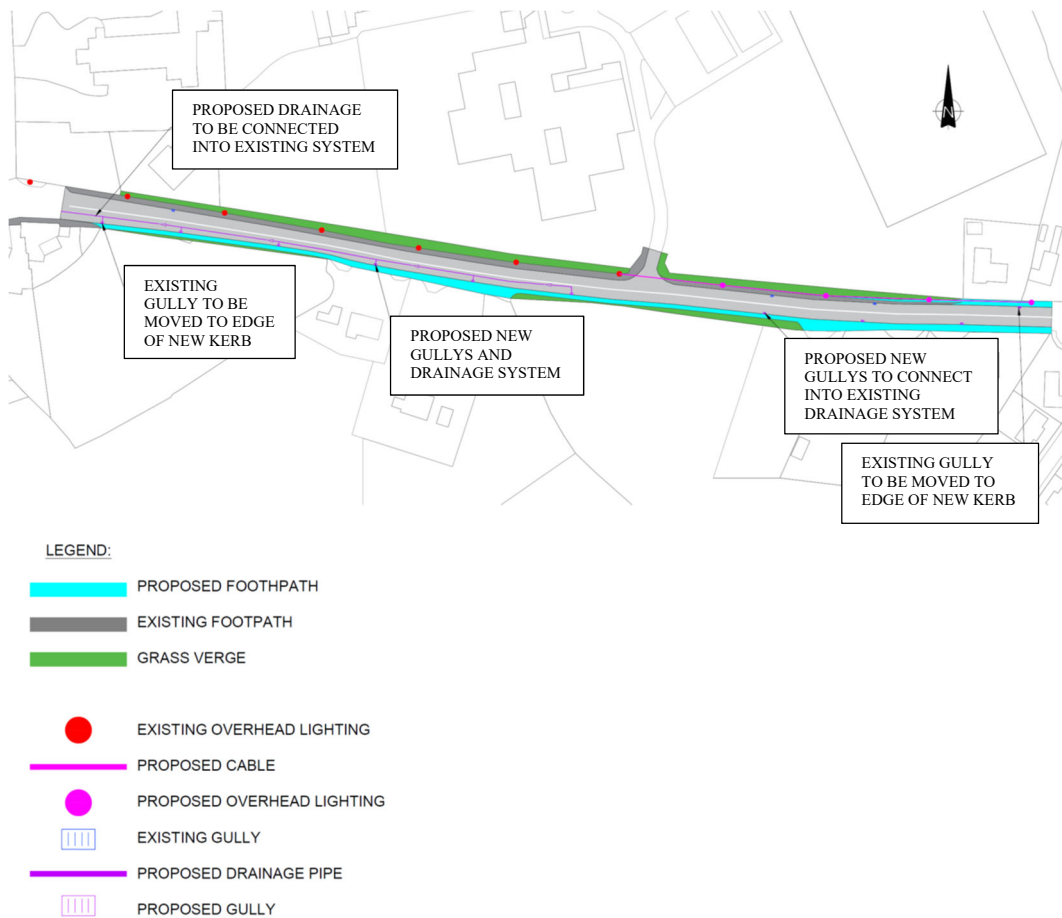 PROPOSED DRAINAGE
TO BE CONNECTED
INTO EXISTING SYSTEM
N
EXISTING
GULLY TO BE
MOVED TO EDGE
OF NEW KERB
PROPOSED NEW
GULLYS AND
DRAINAGE SYSTEM
PROPOSED NEW
GULLYS TO CONNECT
INTO EXISTING
DRAINAGE SYSTEM
EXISTING GULLY
TO BE MOVED TO
EDGE OF NEW KERB
LEGEND:
PROPOSED FOOTHPATH
EXISTING FOOTPATH
GRASS VERGE
EXISTING OVERHEAD LIGHTING
PROPOSED CABLE
PROPOSED OVERHEAD LIGHTING
EXISTING GULLY
PROPOSED DRAINAGE PIPE
PROPOSED GULLY